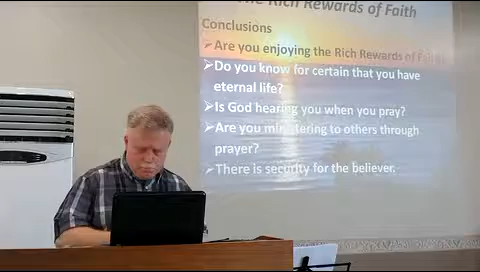 The Rich Rewards of Faith
Conclusions
➢Are you enjoying the Rich Rewards of Faith?
➢Do you know for certain that you have
eternal life?
➢Is God hearing you when you pray?
➢Are you ministering to others through
prayer?
➢There is security for the believer.